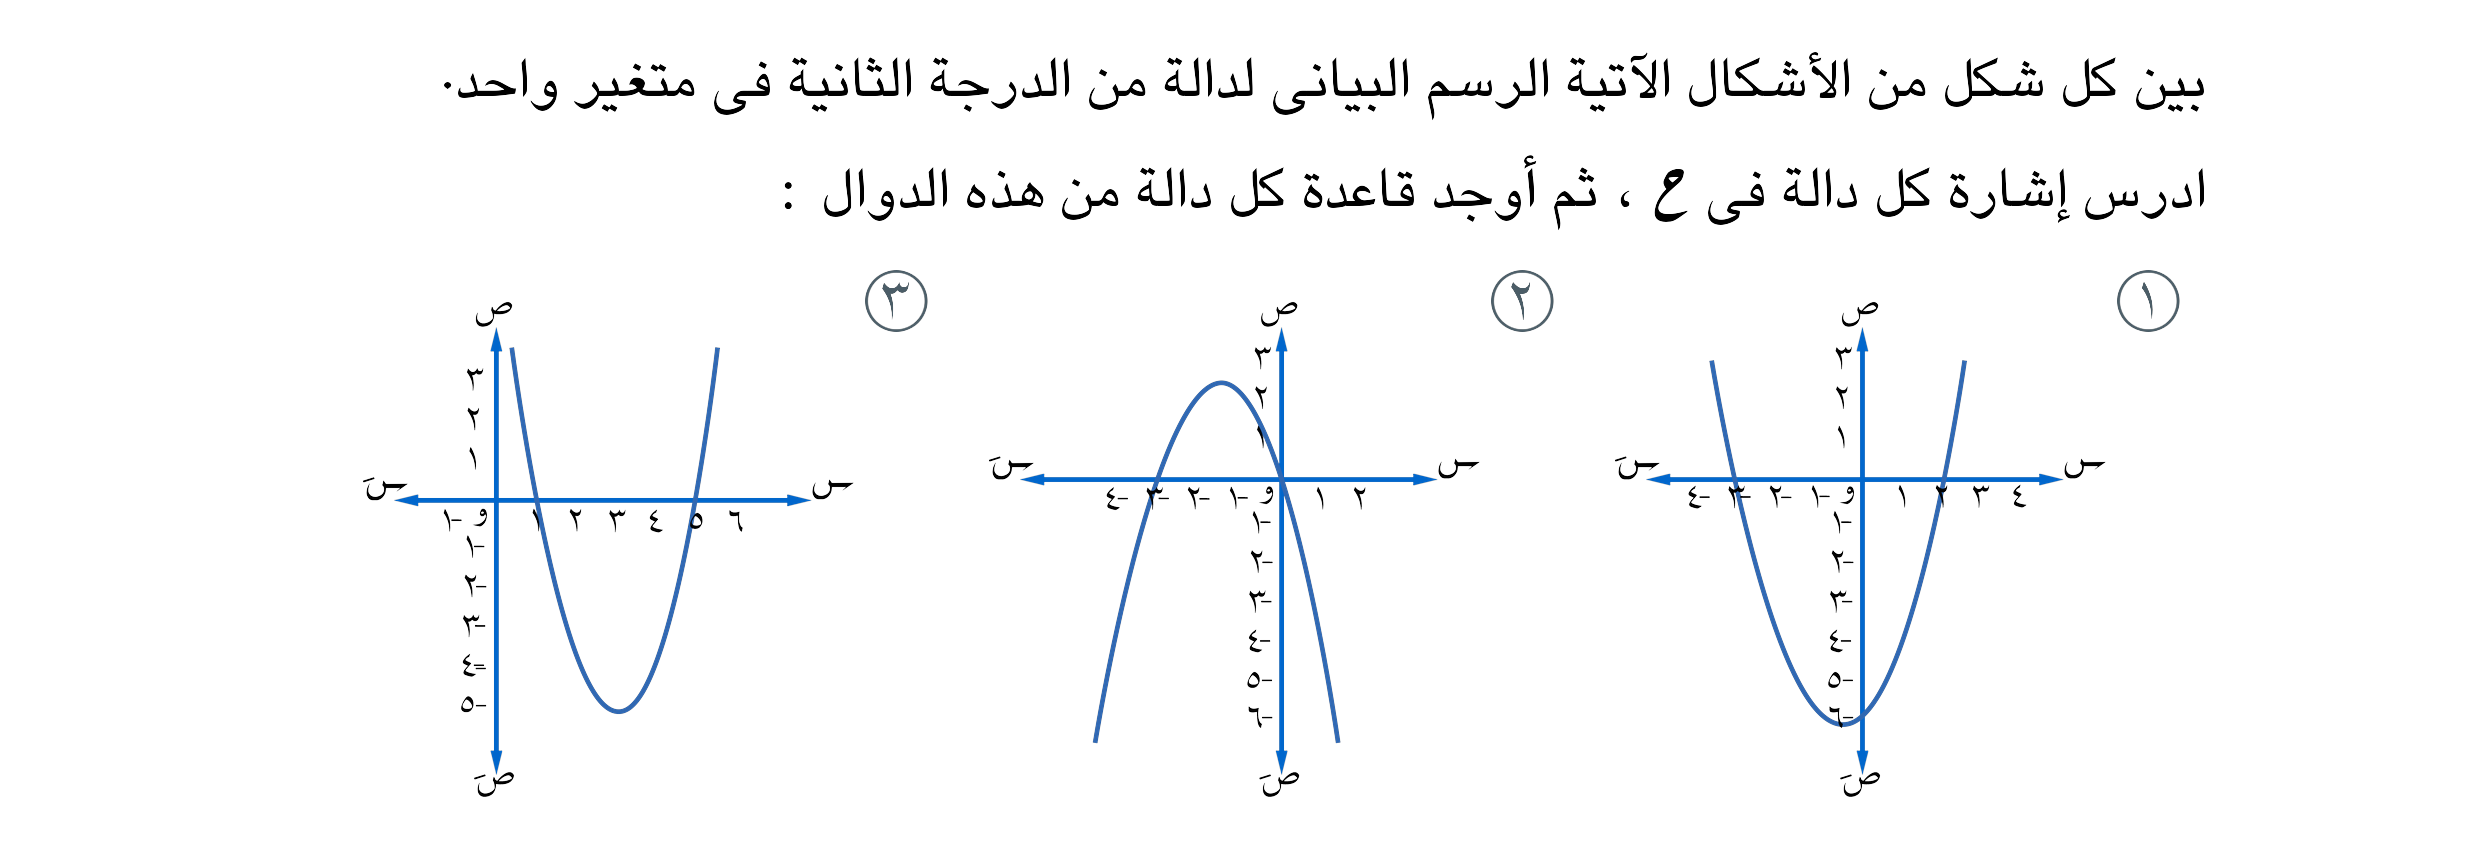 بين كل شكل من الأشكال الآتية الرسم البيانى لدالة من الدرجة الثانية فى متغير واحد.
ادرس إشارة كل دالة فى ح ، ثم أوجد قاعدة كل دالة من هذه الدوال :
١
ص
٣
٢
١
سَ
س
-٤ -٣ -٢ -١ و ١ ٢ ٣ ٤
-١
-٢
-٣
-٤
-٥
-٦
صَ
٢
ص
٣
٢
١
سَ
س
-٤ -٣ -٢ -١ و ١ ٢
-١
-٢
-٣
-٤
-٥
-٦
صَ
٣
ص
٣
٢
١
سَ
س
-١ و ١ ٢ ٣ ٤ ٥ ٦
-١
-٢
-٣
-٤
-٥
صَ